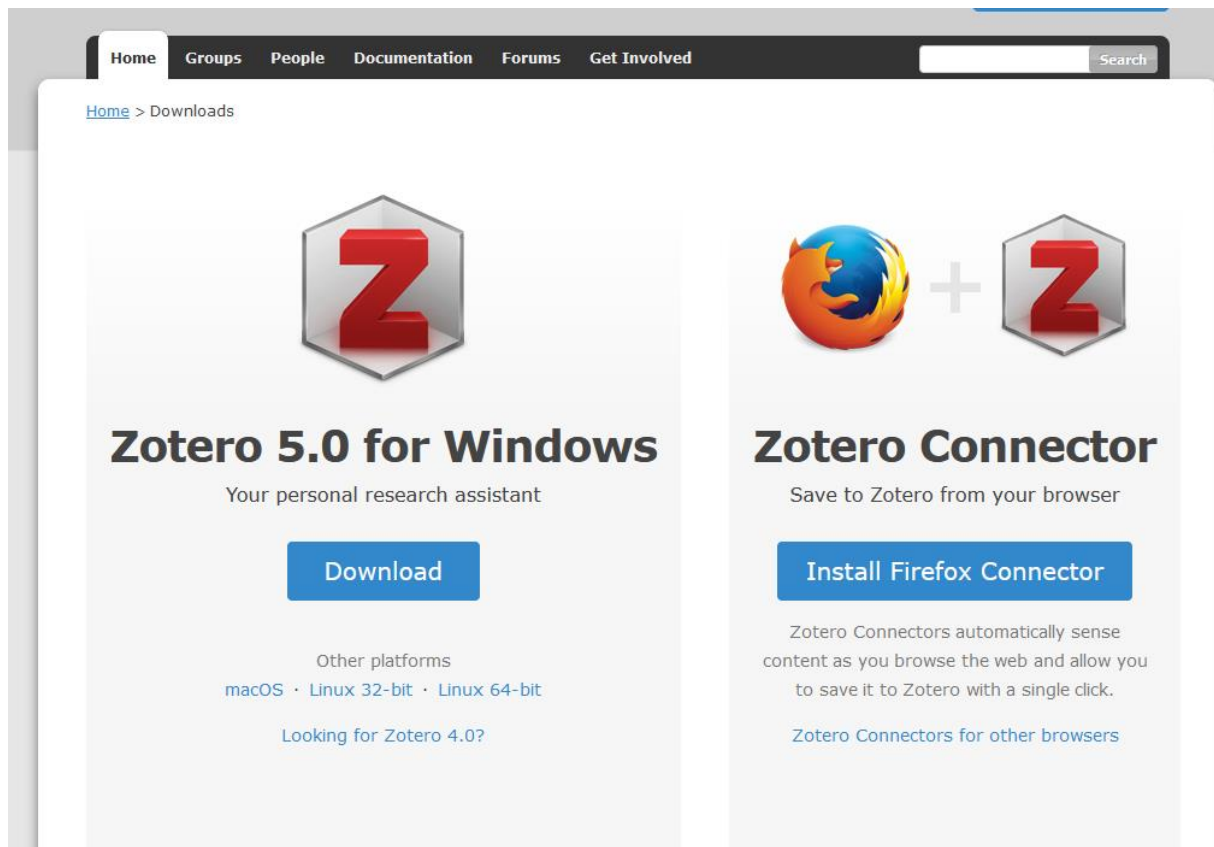 Home Groups People Documentation Forums Get Involved Search
Home > Downloads
Z
Zotero 5.0 for Windows
Your personal research assistant
Download
Other platforms
macOS · Linux 32-bit · Linux 64-bit
Looking for Zotero 4.0?
+ Z
Zotero Connector
Save to Zotero from your browser
Install Firefox Connector
Zotero Connectors automatically sense
content as you browse the web and allow you
to save it to Zotero with a single click.
Zotero Connectors for other browsers